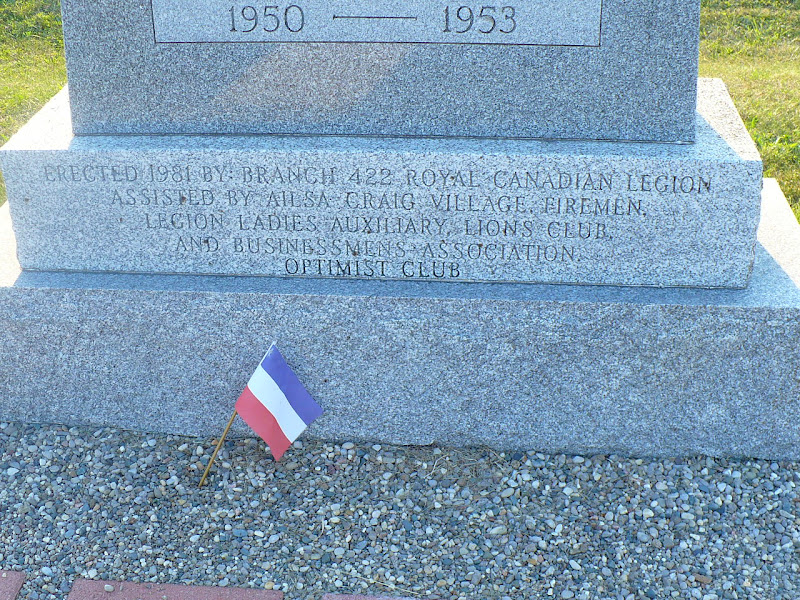 1950 — 1953
ERECTED 1981 BY BRANCH 422 ROYAL CANADIAN LEGION
ASSISTED BY AILSA CRAIG VILLAGE, FIREMEN,
LEGION LADIES AUXILIARY, LIONS CLUB,
AND BUSINESSMENS ASSOCIATION.
OPTIMIST CLUB